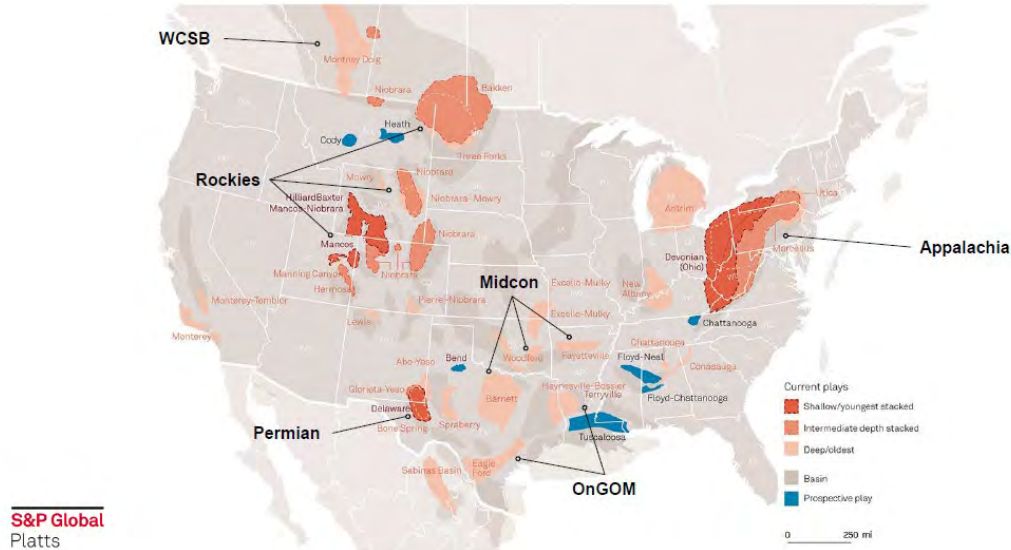 WCSB
Montney Doig
Niobrara
Bakken
Heath
Cody
Three Forks
Rockies
Mowry
Niobrara
HilliardBaxter
Mancos-Niobrara
Niobrara-Mowry
Antrim
Utica
Niobrara
Marcellus
Appalachia
Mancos
Devonian
(Ohio)
Manning Canyon
Niobrara
Hermosa
Midcon
Excello-Mulky
New
Albany
Monterey-Temblor
Pierre-Niobrara
Excello-Mulky
Monterey
Lewis
Chattanooga
Woodford
Fayetteville
Chattanooga
Abo-Yeso
Bend
Floyd-Neal
Conasauga
Glorieta-Yeso
Haynesville-Bossier
Terryville
Barnett
Floyd-Chattanooga
Delaware
Permian
Bone Spring
Spraberry
Tuscaloosa
Sabinas Basin
Eagle
Ford
OnGOM
Current plays
Shallow/youngest stacked
Intermediate depth stacked
Deep/oldest
Basin
Prospective play
0 250 mi
S&P Global
Platts